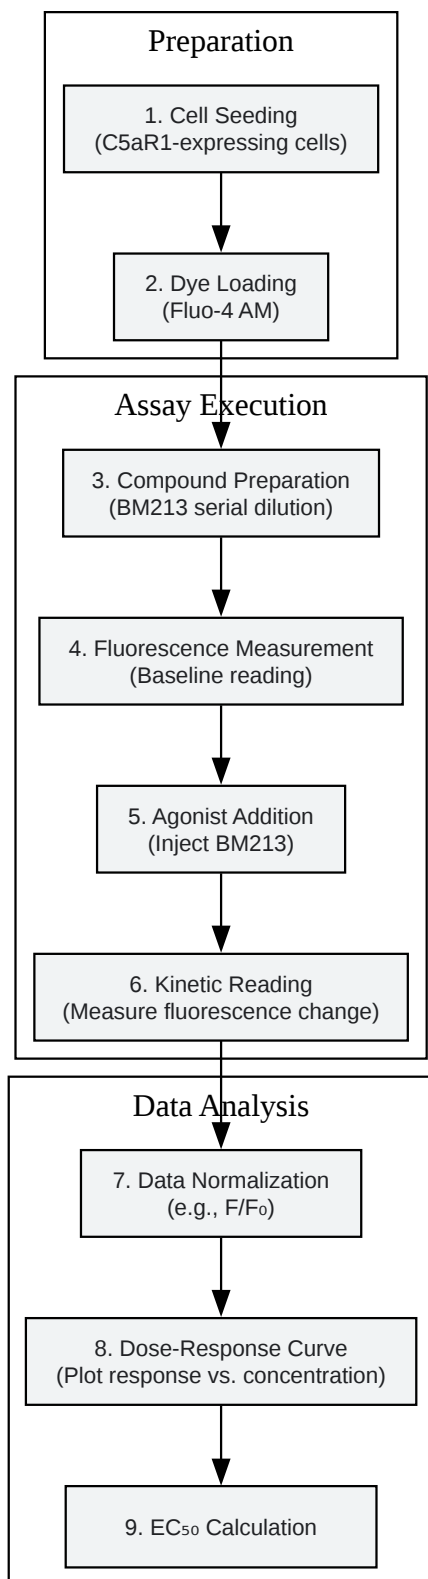 Preparation
1. Cell Seeding
(C5aR1-expressing cells)
2. Dye Loading
(Fluo-4 AM)
Assay Execution
3. Compound Preparation
(BM213 serial dilution)
4. Fluorescence Measurement
(Baseline reading)
5. Agonist Addition
(Inject BM213)
6. Kinetic Reading
(Measure fluorescence change)
Data Analysis
7. Data Normalization
(e.g., F/F₀)
8. Dose-Response Curve
(Plot response vs. concentration)
9. EC₅₀ Calculation